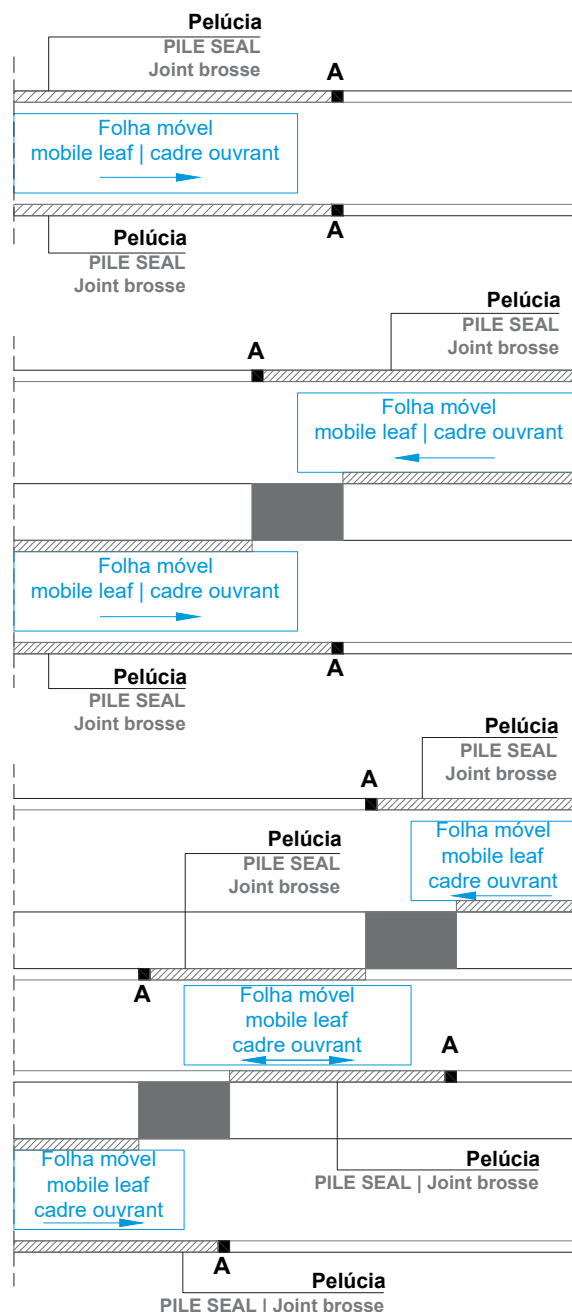 Pelúcia
PILE SEAL
Joint brosse
A
Folha móvel
mobile leaf | cadre ouvrant
A
Pelúcia
PILE SEAL
Joint brosse
Pelúcia
PILE SEAL
Joint brosse
A
Folha móvel
mobile leaf | cadre ouvrant
Folha móvel
mobile leaf | cadre ouvrant
A
Pelúcia
PILE SEAL
Joint brosse
Pelúcia
PILE SEAL
Joint brosse
A
Folha móvel
mobile leaf
cadre ouvrant
Pelúcia
PILE SEAL
Joint brosse
A
Folha móvel
mobile leaf
cadre ouvrant
A
Pelúcia
PILE SEAL | Joint brosse
Folha móvel
mobile leaf
cadre ouvrant
A
Pelúcia
PILE SEAL | Joint brosse